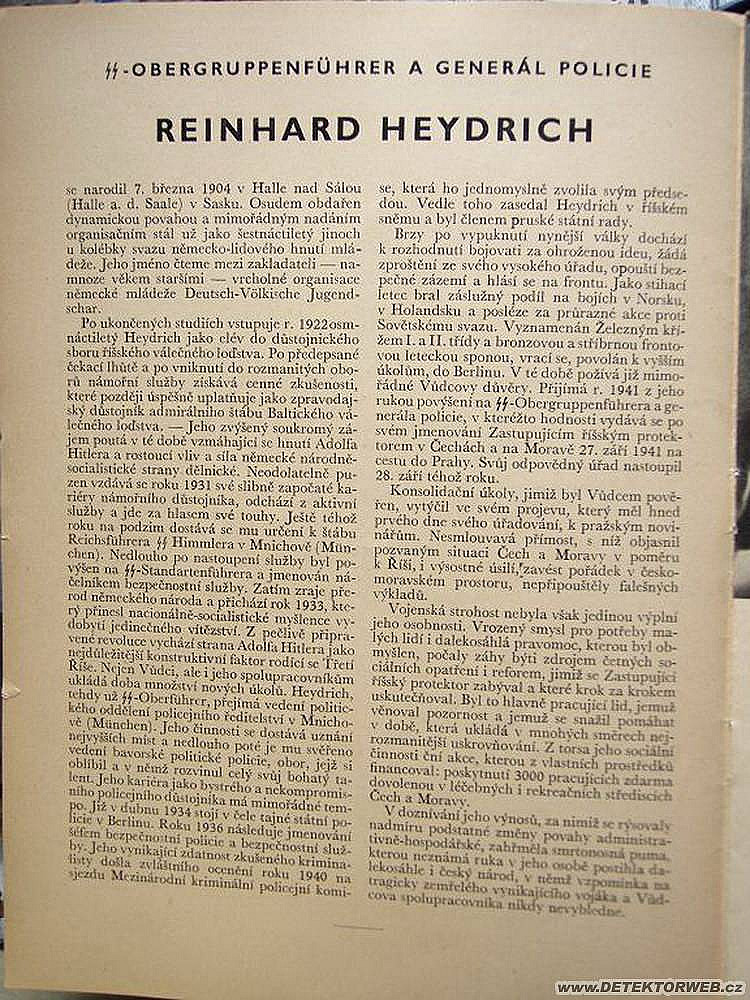 ϟϟ-OBERGRUPPENFÜHRER A GENERÁL POLICIE
REINHARD HEYDRICH
se narodil 7. března 1904 v Halle nad Sálou
(Halle a. d. Saale) v Sasku. Osudem obdařen
dynamickou povahou a mimořádným nadáním
organisačním stál už jako šestnáctiletý jinoch
u kolébky svazu německo-lidového hnutí mlá-
deže. Jeho jméno čteme mezi zakladateli — na-
mnoze věkem staršími — vrcholné organisace
německé mládeže Deutsch-Völkische Jugend-
schar.
Po ukončených studiích vstupuje r. 1922 osm-
náctiletý Heydrich jako elév do důstojnického
sboru říšského válečného loďstva. Po předepsané
čekací lhůtě a po vniknutí do rozmanitých obo-
rů námořní služby získává cenné zkušenosti,
které později úspěšně uplatňuje jako zpravodaj-
ský důstojník admirálního štábu Baltického vá-
lečného loďstva. — Jeho zvýšený soukromý zá-
jem poutá v té době vzmáhající se hnutí Adolfa
Hitlera a rostoucí vliv a síla německé národně-
socialistické strany dělnické. Neodolatelně pu-
zen vzdává se roku 1931 své slibně započaté ka-
riéry námořního důstojníka, odchází z aktivní
služby a jde za hlasem své touhy. Ještě téhož
roku na podzim dostává se mu určení k štábu
Reichsführera ϟϟ Himmlera v Mnichově (Mün-
chen). Nedlouho po nastoupení služby byl po-
výšen na ϟϟ-Standartenführera a jmenován ná-
čelníkem bezpečnostní služby. Zatím zraje pře-
rod německého národa a přichází rok 1933, kte-
rý přinesl nacionálně-socialistické myšlence vy-
dobytí jedinečného vítězství. Z pečlivě připra-
vené revoluce vychází strana Adolfa Hitlera jako
nejdůležitější konstruktivní faktor rodící se Třetí
Říše. Nejen Vůdci, ale i jeho spolupracovníkům
ukládá doba množství nových úkolů. Heydrich,
tehdy už ϟϟ-Oberführer, přejímá vedení politic-
kého oddělení policejního ředitelství v Mnicho-
vě (München). Jeho činnosti se dostává uznání
nejvyšších míst a nedlouho poté je mu svěřeno
vedení bavorské politické policie, obor, jejž si
oblíbil a v němž rozvinul celý svůj bohatý ta-
lent. Jeho kariéra jako bystrého a nekompromis-
ního policejního důstojníka má mimořádné tem-
po. Již v dubnu 1934 stojí v čele tajné státní po-
licie v Berlínu. Roku 1936 následuje jmenování
šéfem bezpečnostní policie a bezpečnostní služ-
by. Jeho vynikající zdatnost zkušeného krimina-
listy došla zvláštního ocenění roku 1940 na
sjezdu Mezinárodní kriminální policejní komi-
se, která ho jednomyslně zvolila svým předse-
dou. Vedle toho zasedal Heydrich v říšském
sněmu a byl členem pruské státní rady.
Brzy po vypuknutí nynější války dochází
k rozhodnutí bojovati za ohroženou ideu, žádá
zproštění ze svého vysokého úřadu, opouští bez-
pečné zázemí a hlásí se na frontu. Jako stíhací
letec bral záslužný podíl na bojích v Norsku,
v Holandsku a posléze za průrazné akce proti
Sovětskému svazu. Vyznamenán Železným kří-
žem I. a II. třídy a bronzovou a stříbrnou fronto-
vou leteckou sponou, vrací se, povolán k vyšším
úkolům, do Berlínu. V té době požívá již mimo-
řádné Vůdcovy důvěry. Přijímá r. 1941 z jeho
rukou povýšení na ϟϟ-Obergruppenführera a ge-
nerála policie, v kteréžto hodnosti vydává se po
svém jmenování Zastupujícím říšským protek-
torem v Čechách a na Moravě 27. září 1941 na
cestu do Prahy. Svůj odpovědný úřad nastoupil
28. září téhož roku.
Konsolidační úkoly, jimiž byl Vůdcem pově-
řen, vytýčil ve svém projevu, který měl hned
prvého dne svého úřadování, k pražským novi-
nářům. Nesmlouvavá přímost, s níž objasnil
pozvaným situaci Čech a Moravy v poměru
k Říši, i výsostné úsilí, zavést pořádek v česko-
moravském prostoru, nepřipouštěly falešných
výkladů.
Vojenská strohost nebyla však jedinou výplní
jeho osobnosti. Vrozený smysl pro potřeby ma-
lých lidí i dalekosáhlá pravomoc, kterou byl ob-
myšlen, počaly záhy býti zdrojem četných so-
ciálních opatření i reforem, jimiž se Zastupující
říšský protektor zabýval a které krok za krokem
uskutečňoval. Byl to hlavně pracující lid, jemuž
věnoval pozornost a jemuž se snažil pomáhat
v době, která ukládá v mnohých směrech nej-
rozmanitější uskrovňování. Z torsa jeho sociální
činnosti ční akce, kterou z vlastních prostředků
financoval: poskytnutí 3000 pracujících zdarma
dovolenou v léčebných i rekreačních střediscích
Čech a Moravy.
V doznívání jeho výnosů, za nimiž se rýsovaly
nadmíru podstatné změny povahy administra-
tivně-hospodářské, zahřměla smrtonosná puma,
kterou neznámá ruka v jeho osobě postihla da-
lekosáhle i český národ, v němž vzpomínka na
tragicky zemřelého vynikajícího vojáka a Vůd-
cova spolupracovníka nikdy nevybledne.
www.DETEKTORWEB.cz